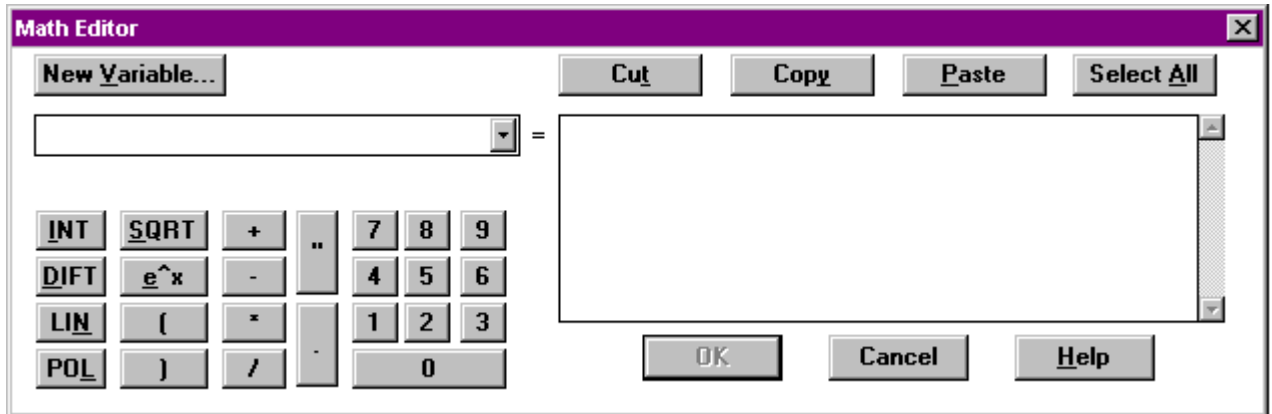 Math Editor
New Variable... Cut Copy Paste Select All
=
INT SQRT + " 7 8 9
DIFT e^x - 4 5 6
LIN ( * . 1 2 3
POL ) / 0
OK Cancel Help